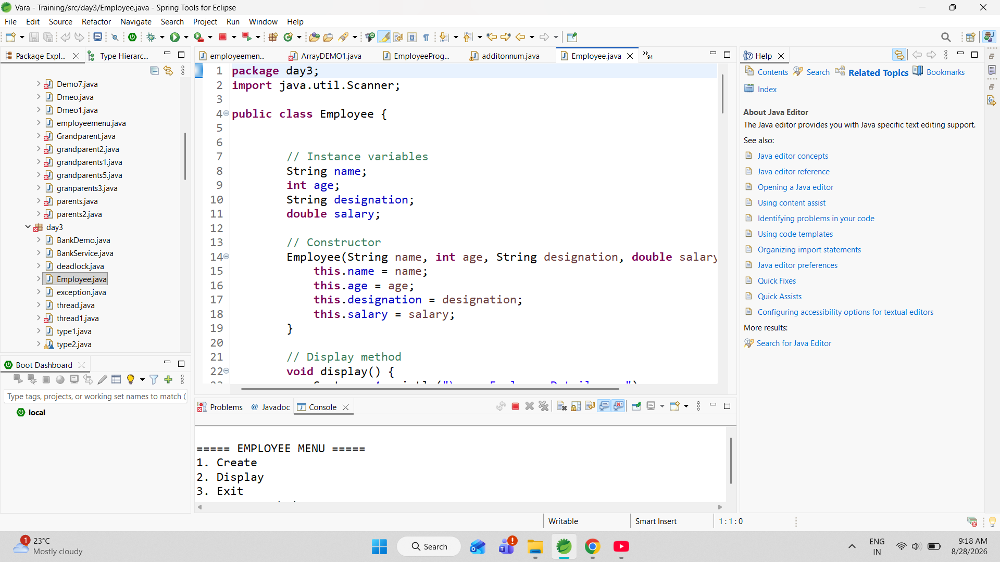 Vara - Training/src/day3/Employee.java - Spring Tools for Eclipse
File Edit Source Refactor Navigate Search Project Run Window Help
Package Expl... Type Hierarc...
Demo7.java
Dmeo.java
Dmeo1.java
employeemenu.java
Grandparent.java
grandparent2.java
grandparents1.java
grandparents5.java
granparents3.java
parents.java
parents2.java
day3
BankDemo.java
BankService.java
deadlock.java
Employee.java
exception.java
thread.java
thread1.java
type1.java
type2.java
Boot Dashboard
Type tags, projects, or working set names to match (
local
employeemen... ArrayDEMO1.java EmployeeProg... additonnum.java Employee.java »94
1 package day3;
2 import java.util.Scanner;
3
4 public class Employee {
5
6
7 // Instance variables
8 String name;
9 int age;
10 String designation;
11 double salary;
12
13 // Constructor
14 Employee(String name, int age, String designation, double salary
15 this.name = name;
16 this.age = age;
17 this.designation = designation;
18 this.salary = salary;
19 }
20
21 // Display method
22 void display() {
Problems @ Javadoc Console
===== EMPLOYEE MENU =====
1. Create
2. Display
3. Exit
Help
Contents Search Related Topics Bookmarks
Index
About Java Editor
The Java editor provides you with Java specific text editing support.
See also:
Java editor concepts
Java editor reference
Opening a Java editor
Using content assist
Identifying problems in your code
Using code templates
Organizing import statements
Java editor preferences
Quick Fixes
Quick Assists
Configuring accessibility options for textual editors
More results:
Search for Java Editor
Writable Smart Insert 1 : 1 : 0
1
23°C
Mostly cloudy
Search
ENG
IN
9:18 AM
8/28/2026